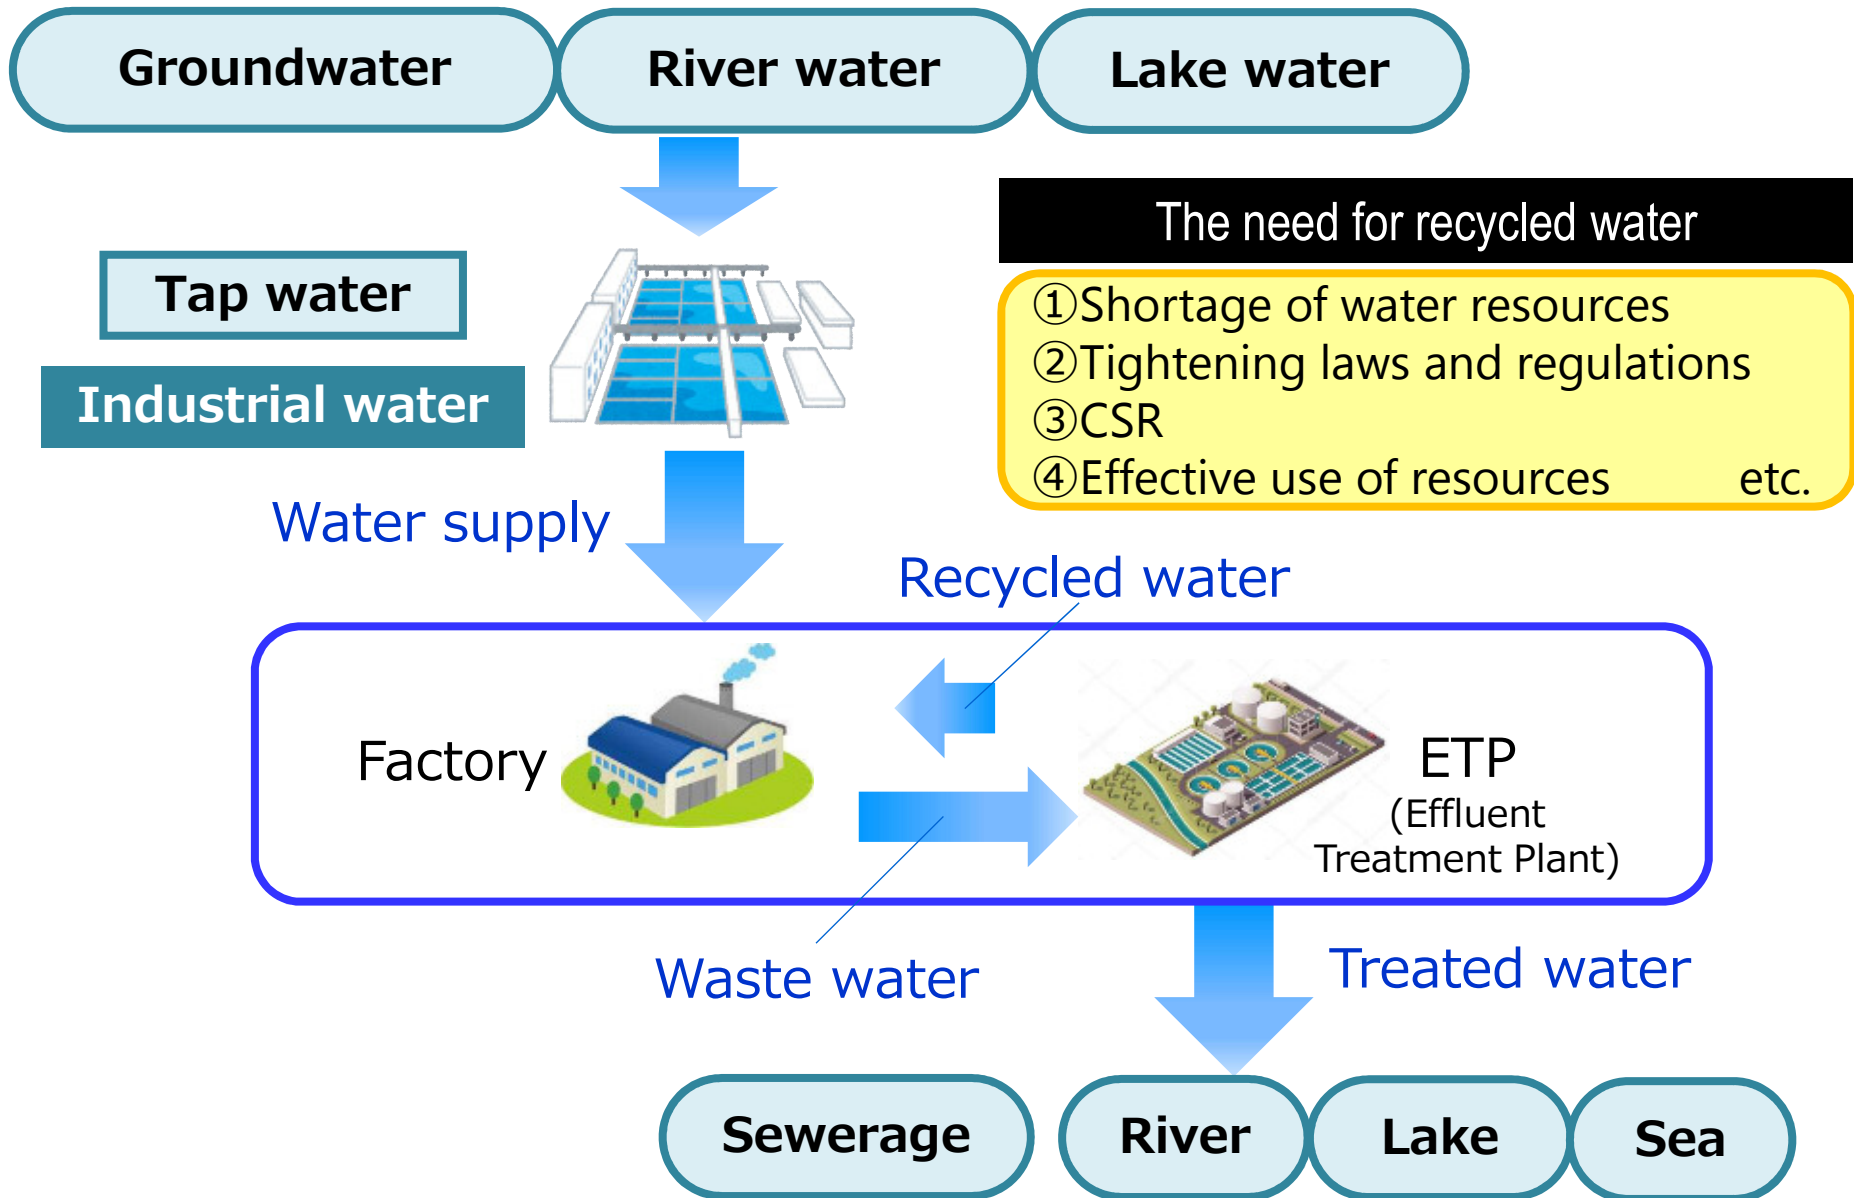 Groundwater
River water
Lake water
The need for recycled water
Tap water
①Shortage of water resources
②Tightening laws and regulations
Industrial water
③CSR
④Effective use of resources etc.
Water supply
Recycled water
Factory
ETP
(Effluent
Treatment Plant)
Waste water
Treated water
Sewerage
River
Lake
Sea